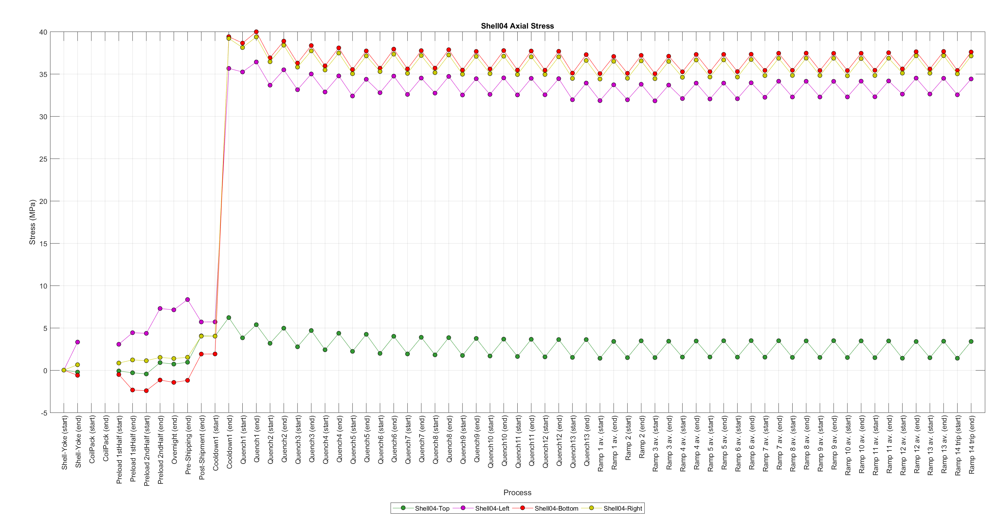 Shell04 Axial Stress
40
35
30
25
20
15
10
5
0
-5
Stress (MPa)
Shell-Yoke (start)
Shell-Yoke (end)
CoilPack (start)
CoilPack (end)
Preload 1stHalf (start)
Preload 1stHalf (end)
Preload 2ndHalf (start)
Preload 2ndHalf (end)
Overnight (end)
Pre-Shipping (end)
Post-Shipment (end)
Cooldown1 (start)
Cooldown1 (end)
Quench1 (start)
Quench1 (end)
Quench2 (start)
Quench2 (end)
Quench3 (start)
Quench3 (end)
Quench4 (start)
Quench4 (end)
Quench5 (start)
Quench5 (end)
Quench6 (start)
Quench6 (end)
Quench7 (start)
Quench7 (end)
Quench8 (start)
Quench8 (end)
Quench9 (start)
Quench9 (end)
Quench10 (start)
Quench10 (end)
Quench11 (start)
Quench11 (end)
Quench12 (start)
Quench12 (end)
Quench13 (start)
Quench13 (end)
Ramp 1 av. (start)
Ramp 1 av. (end)
Ramp 2 (start)
Ramp 2 (end)
Ramp 3 av. (start)
Ramp 3 av. (end)
Ramp 4 av. (start)
Ramp 4 av. (end)
Ramp 5 av. (start)
Ramp 5 av. (end)
Ramp 6 av. (start)
Ramp 6 av. (end)
Ramp 7 av. (start)
Ramp 7 av. (end)
Ramp 8 av. (start)
Ramp 8 av. (end)
Ramp 9 av. (start)
Ramp 9 av. (end)
Ramp 10 av. (start)
Ramp 10 av. (end)
Ramp 11 av. (start)
Ramp 11 av. (end)
Ramp 12 av. (start)
Ramp 12 av. (end)
Ramp 13 av. (start)
Ramp 13 av. (end)
Ramp 14 trip (start)
Ramp 14 trip (end)
Process
Shell04-Top Shell04-Left Shell04-Bottom Shell04-Right